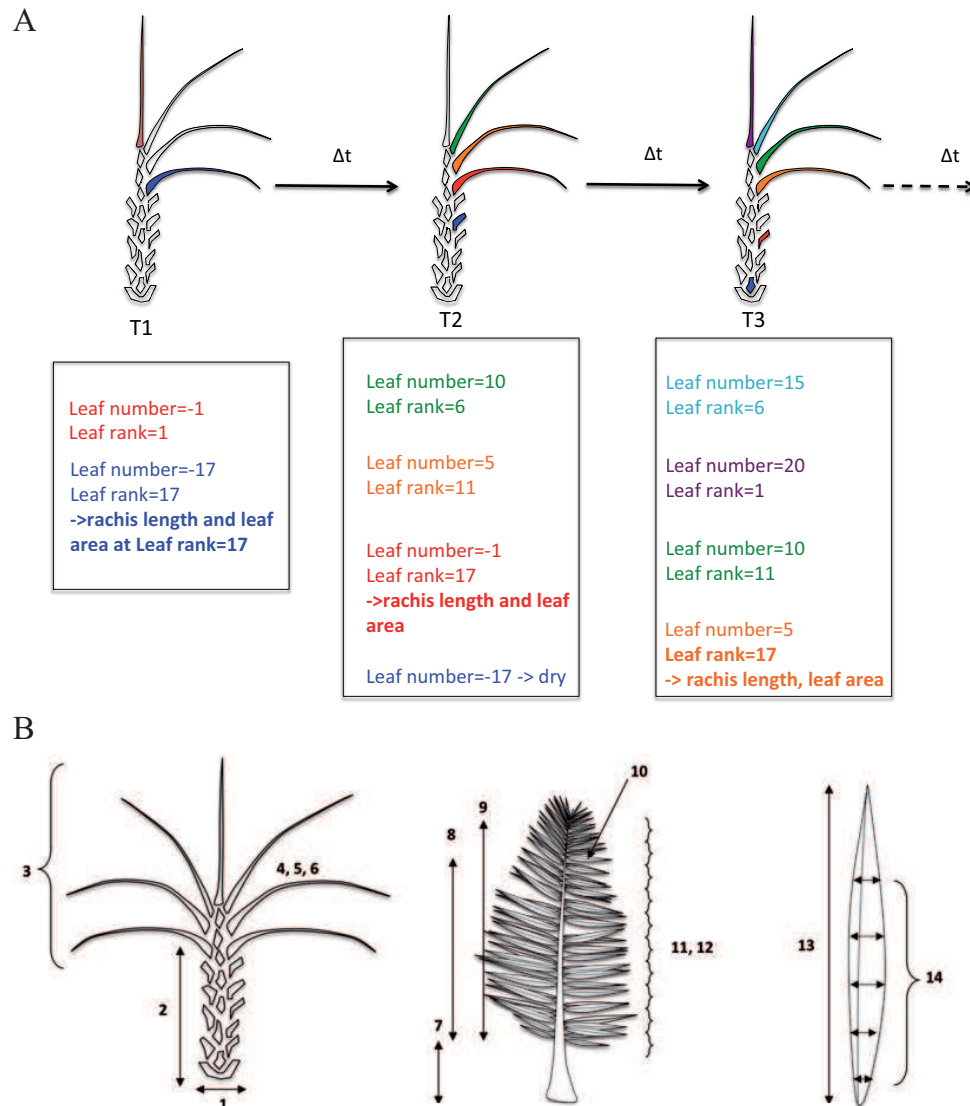 A
Δt
Δt
Δt
T1
T2
T3
Leaf number=-1
Leaf rank=1
Leaf number=-17
Leaf rank=17
->rachis length and leaf
area at Leaf rank=17
Leaf number=10
Leaf rank=6
Leaf number=5
Leaf rank=11
Leaf number=-1
Leaf rank=17
->rachis length and leaf
area
Leaf number=-17 -> dry
Leaf number=15
Leaf rank=6
Leaf number=20
Leaf rank=1
Leaf number=10
Leaf rank=11
Leaf number=5
Leaf rank=17
-> rachis length, leaf area
B
3
4, 5, 6
2
1
10
9
8
11, 12
7
13
14